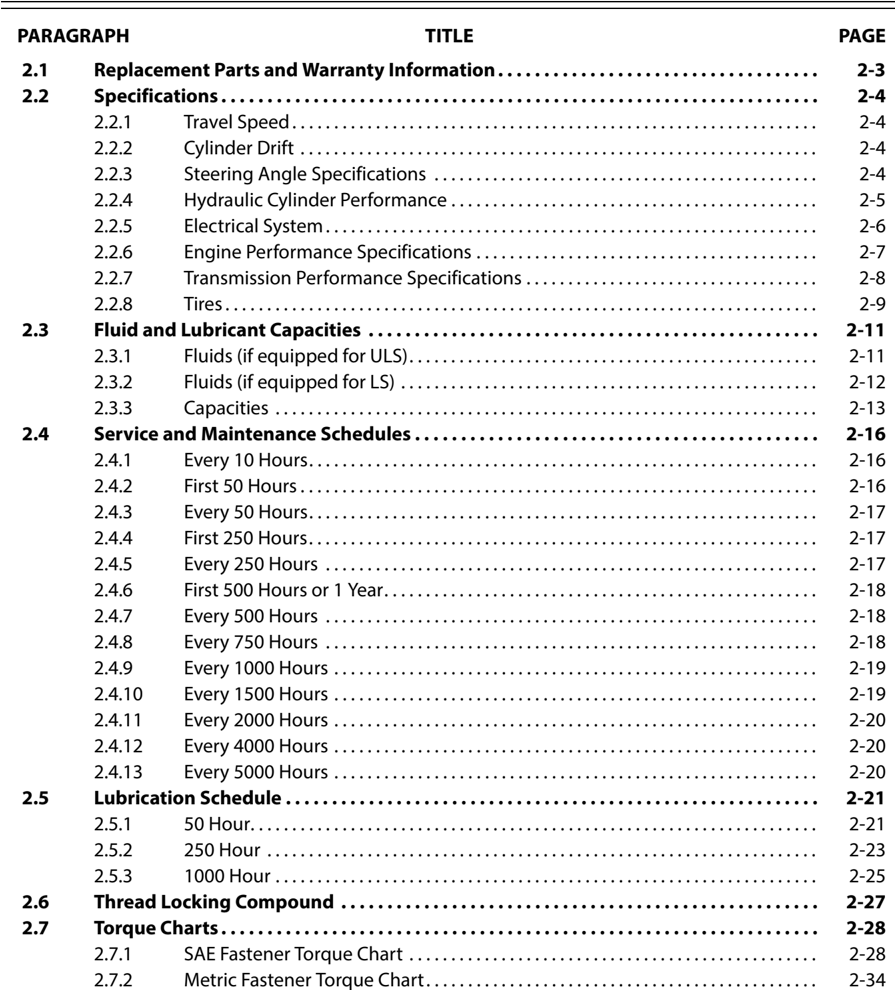 PARAGRAPH TITLE PAGE
2.1 Replacement Parts and Warranty Information . . . . . . . . . . . . . . . . . . . . . . . . . . . . . . . . . . . 2-3
2.2 Specifications . . . . . . . . . . . . . . . . . . . . . . . . . . . . . . . . . . . 2-4
2.2.1 Travel Speed . . . . . . . . . . . . . . . . . . . . . . . . . . . . . . . . . . . 2-4
2.2.2 Cylinder Drift . . . . . . . . . . . . . . . . . . . . . . . . . . . . . . . . . . . 2-4
2.2.3 Steering Angle Specifications . . . . . . . . . . . . . . . . . . . . . . . . . . . . . . . . . . . 2-4
2.2.4 Hydraulic Cylinder Performance . . . . . . . . . . . . . . . . . . . . . . . . . . . . . . . . . . . 2-5
2.2.5 Electrical System . . . . . . . . . . . . . . . . . . . . . . . . . . . . . . . . . . . 2-6
2.2.6 Engine Performance Specifications . . . . . . . . . . . . . . . . . . . . . . . . . . . . . . . . . . . 2-7
2.2.7 Transmission Performance Specifications . . . . . . . . . . . . . . . . . . . . . . . . . . . . . . . . . . . 2-8
2.2.8 Tires . . . . . . . . . . . . . . . . . . . . . . . . . . . . . . . . . . . 2-9
2.3 Fluid and Lubricant Capacities . . . . . . . . . . . . . . . . . . . . . . . . . . . . . . . . . . . 2-11
2.3.1 Fluids (if equipped for ULS) . . . . . . . . . . . . . . . . . . . . . . . . . . . . . . . . . . . 2-11
2.3.2 Fluids (if equipped for LS) . . . . . . . . . . . . . . . . . . . . . . . . . . . . . . . . . . . 2-12
2.3.3 Capacities . . . . . . . . . . . . . . . . . . . . . . . . . . . . . . . . . . . 2-13
2.4 Service and Maintenance Schedules . . . . . . . . . . . . . . . . . . . . . . . . . . . . . . . . . . . 2-16
2.4.1 Every 10 Hours . . . . . . . . . . . . . . . . . . . . . . . . . . . . . . . . . . . 2-16
2.4.2 First 50 Hours . . . . . . . . . . . . . . . . . . . . . . . . . . . . . . . . . . . 2-16
2.4.3 Every 50 Hours . . . . . . . . . . . . . . . . . . . . . . . . . . . . . . . . . . . 2-17
2.4.4 First 250 Hours . . . . . . . . . . . . . . . . . . . . . . . . . . . . . . . . . . . 2-17
2.4.5 Every 250 Hours . . . . . . . . . . . . . . . . . . . . . . . . . . . . . . . . . . . 2-17
2.4.6 First 500 Hours or 1 Year . . . . . . . . . . . . . . . . . . . . . . . . . . . . . . . . . . . 2-18
2.4.7 Every 500 Hours . . . . . . . . . . . . . . . . . . . . . . . . . . . . . . . . . . . 2-18
2.4.8 Every 750 Hours . . . . . . . . . . . . . . . . . . . . . . . . . . . . . . . . . . . 2-18
2.4.9 Every 1000 Hours . . . . . . . . . . . . . . . . . . . . . . . . . . . . . . . . . . . 2-19
2.4.10 Every 1500 Hours . . . . . . . . . . . . . . . . . . . . . . . . . . . . . . . . . . . 2-19
2.4.11 Every 2000 Hours . . . . . . . . . . . . . . . . . . . . . . . . . . . . . . . . . . . 2-20
2.4.12 Every 4000 Hours . . . . . . . . . . . . . . . . . . . . . . . . . . . . . . . . . . . 2-20
2.4.13 Every 5000 Hours . . . . . . . . . . . . . . . . . . . . . . . . . . . . . . . . . . . 2-20
2.5 Lubrication Schedule . . . . . . . . . . . . . . . . . . . . . . . . . . . . . . . . . . . 2-21
2.5.1 50 Hour . . . . . . . . . . . . . . . . . . . . . . . . . . . . . . . . . . . 2-21
2.5.2 250 Hour . . . . . . . . . . . . . . . . . . . . . . . . . . . . . . . . . . . 2-23
2.5.3 1000 Hour . . . . . . . . . . . . . . . . . . . . . . . . . . . . . . . . . . . 2-25
2.6 Thread Locking Compound . . . . . . . . . . . . . . . . . . . . . . . . . . . . . . . . . . . 2-27
2.7 Torque Charts . . . . . . . . . . . . . . . . . . . . . . . . . . . . . . . . . . . 2-28
2.7.1 SAE Fastener Torque Chart . . . . . . . . . . . . . . . . . . . . . . . . . . . . . . . . . . . 2-28
2.7.2 Metric Fastener Torque Chart . . . . . . . . . . . . . . . . . . . . . . . . . . . . . . . . . . . 2-34